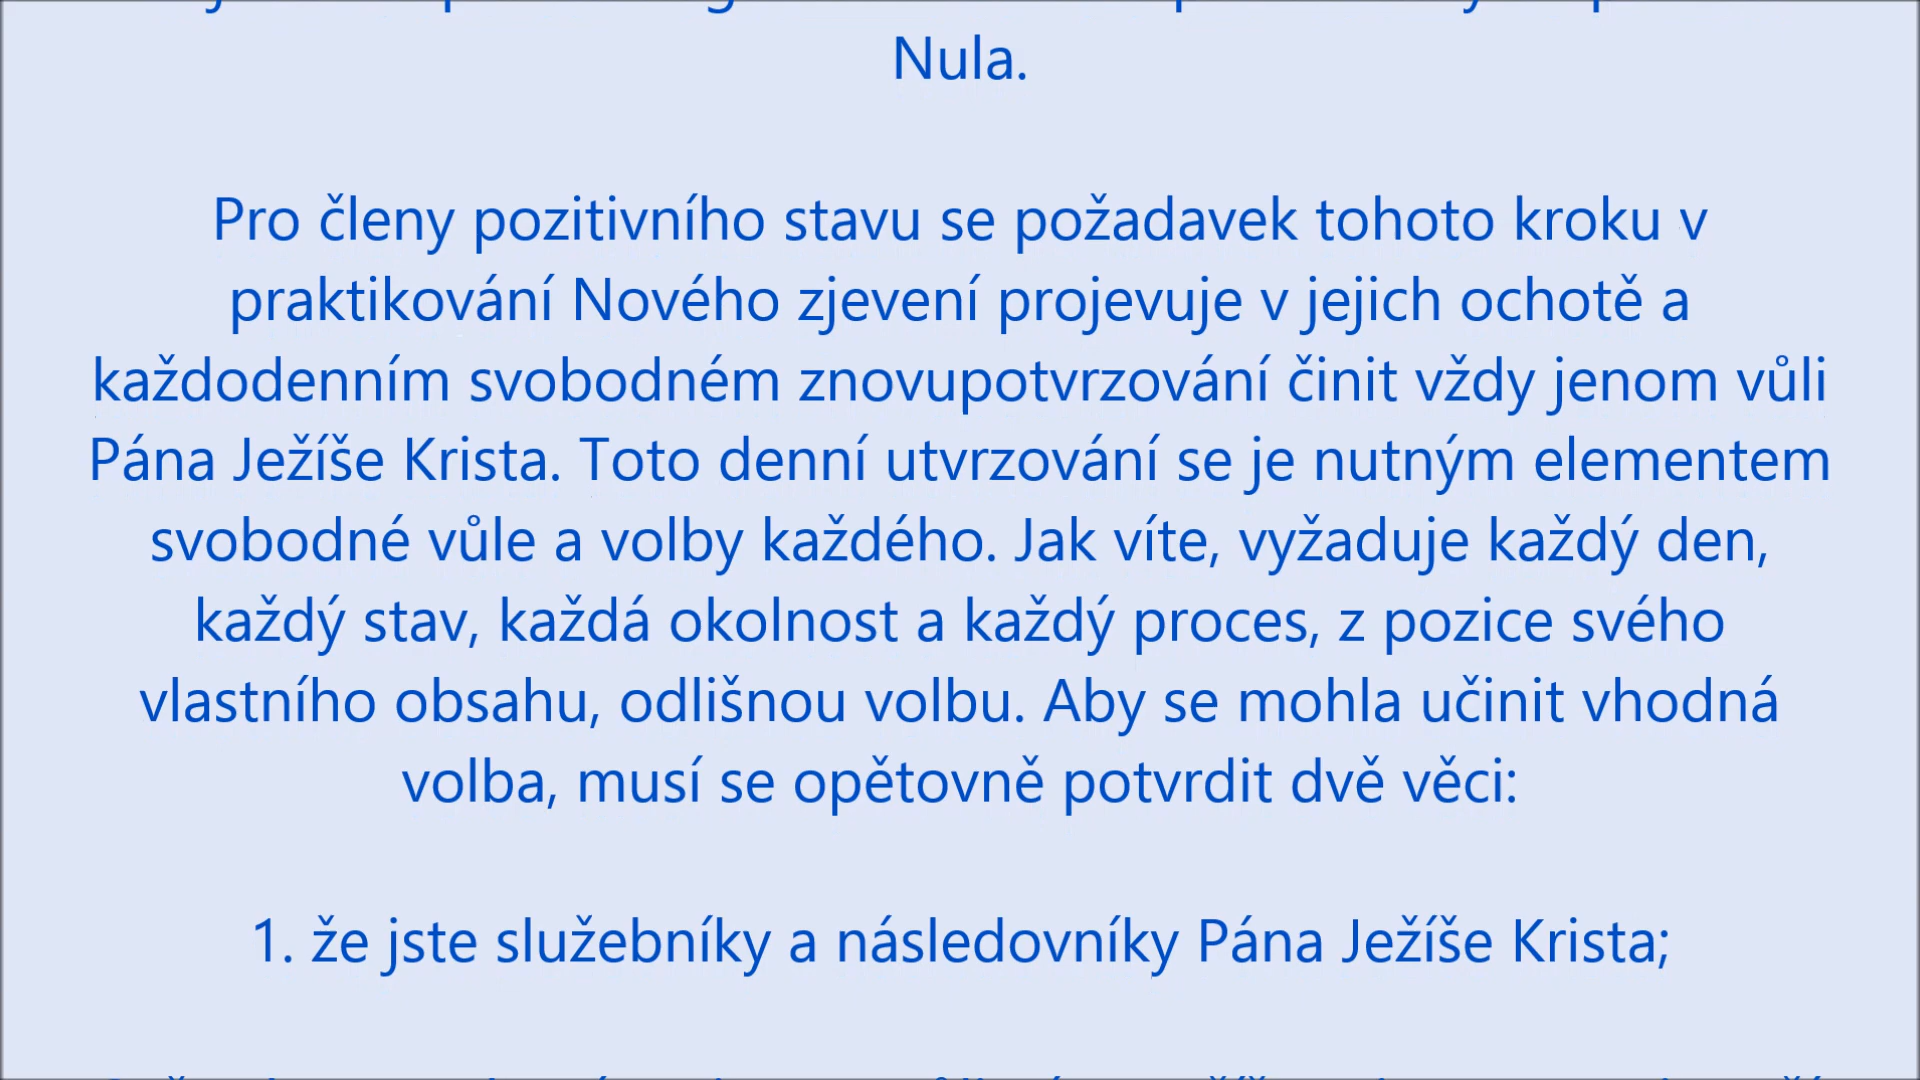 Nula.
Pro členy pozitivního stavu se požadavek tohoto kroku v
praktikování Nového zjevení projevuje v jejich ochotě a
každodenním svobodném znovupotvrzování činit vždy jenom vůli
Pána Ježíše Krista. Toto denní utvrzování se je nutným elementem
svobodné vůle a volby každého. Jak víte, vyžaduje každý den,
každý stav, každá okolnost a každý proces, z pozice svého
vlastního obsahu, odlišnou volbu. Aby se mohla učinit vhodná
volba, musí se opětovně potvrdit dvě věci:
1. že jste služebníky a následovníky Pána Ježíše Krista;